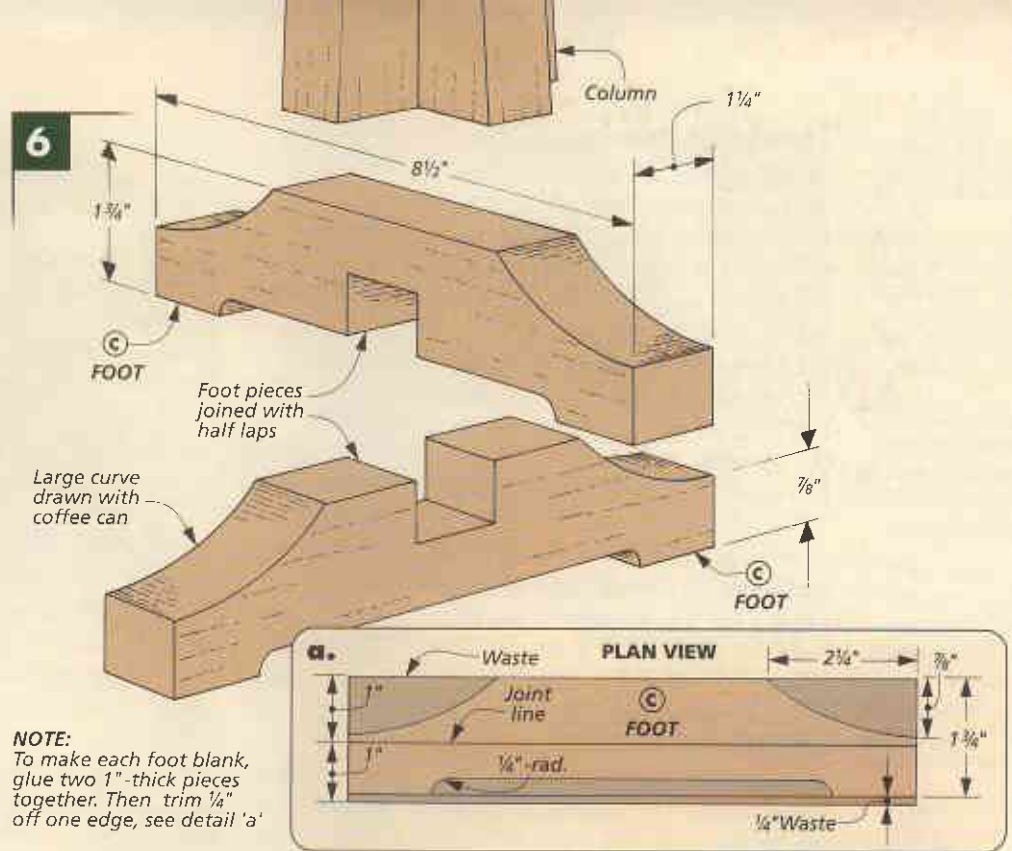 Column
1¼"
6
8½"
1¾"
C
FOOT
Foot pieces
joined with
half laps
Large curve
drawn with
coffee can
⅞"
C
FOOT
a.
Waste
PLAN VIEW
2¼"
⅞"
1"
Joint
line
C
FOOT
1¾"
1"
¼"-rad.
¼" Waste
NOTE:
To make each foot blank,
glue two 1"-thick pieces
together. Then trim ¼"
off one edge, see detail 'a'